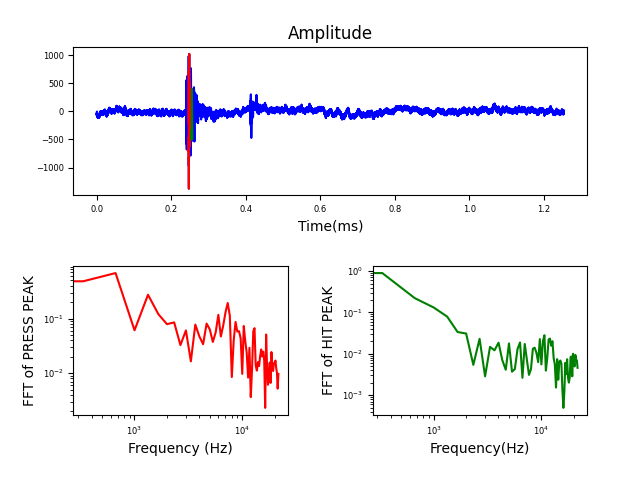 Amplitude
1000
500
0
−500
−1000
0.0 0.2 0.4 0.6 0.8 1.0 1.2
Time(ms)
FFT of PRESS PEAK
10⁻¹
10⁻²
10³ 10⁴
Frequency (Hz)
FFT of HIT PEAK
10⁰
10⁻¹
10⁻²
10⁻³
10³ 10⁴
Frequency(Hz)